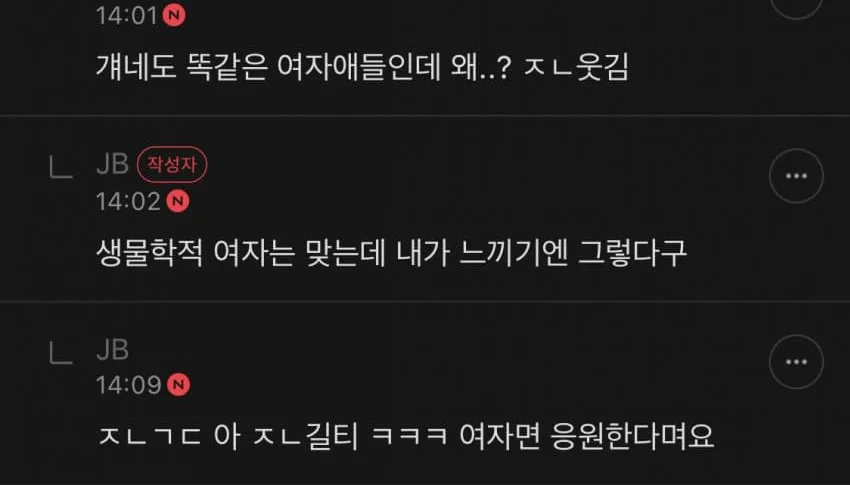 14:01 N
걔네도 똑같은 여자애들인데 왜..? ㅈㄴ웃김
JB 작성자
14:02 N
생물학적 여자는 맞는데 내가 느끼기엔 그렇다구
JB
14:09 N
ㅈㄴㄱㄷ 아 ㅈㄴ길티 ㅋㅋㅋ 여자면 응원한다며요